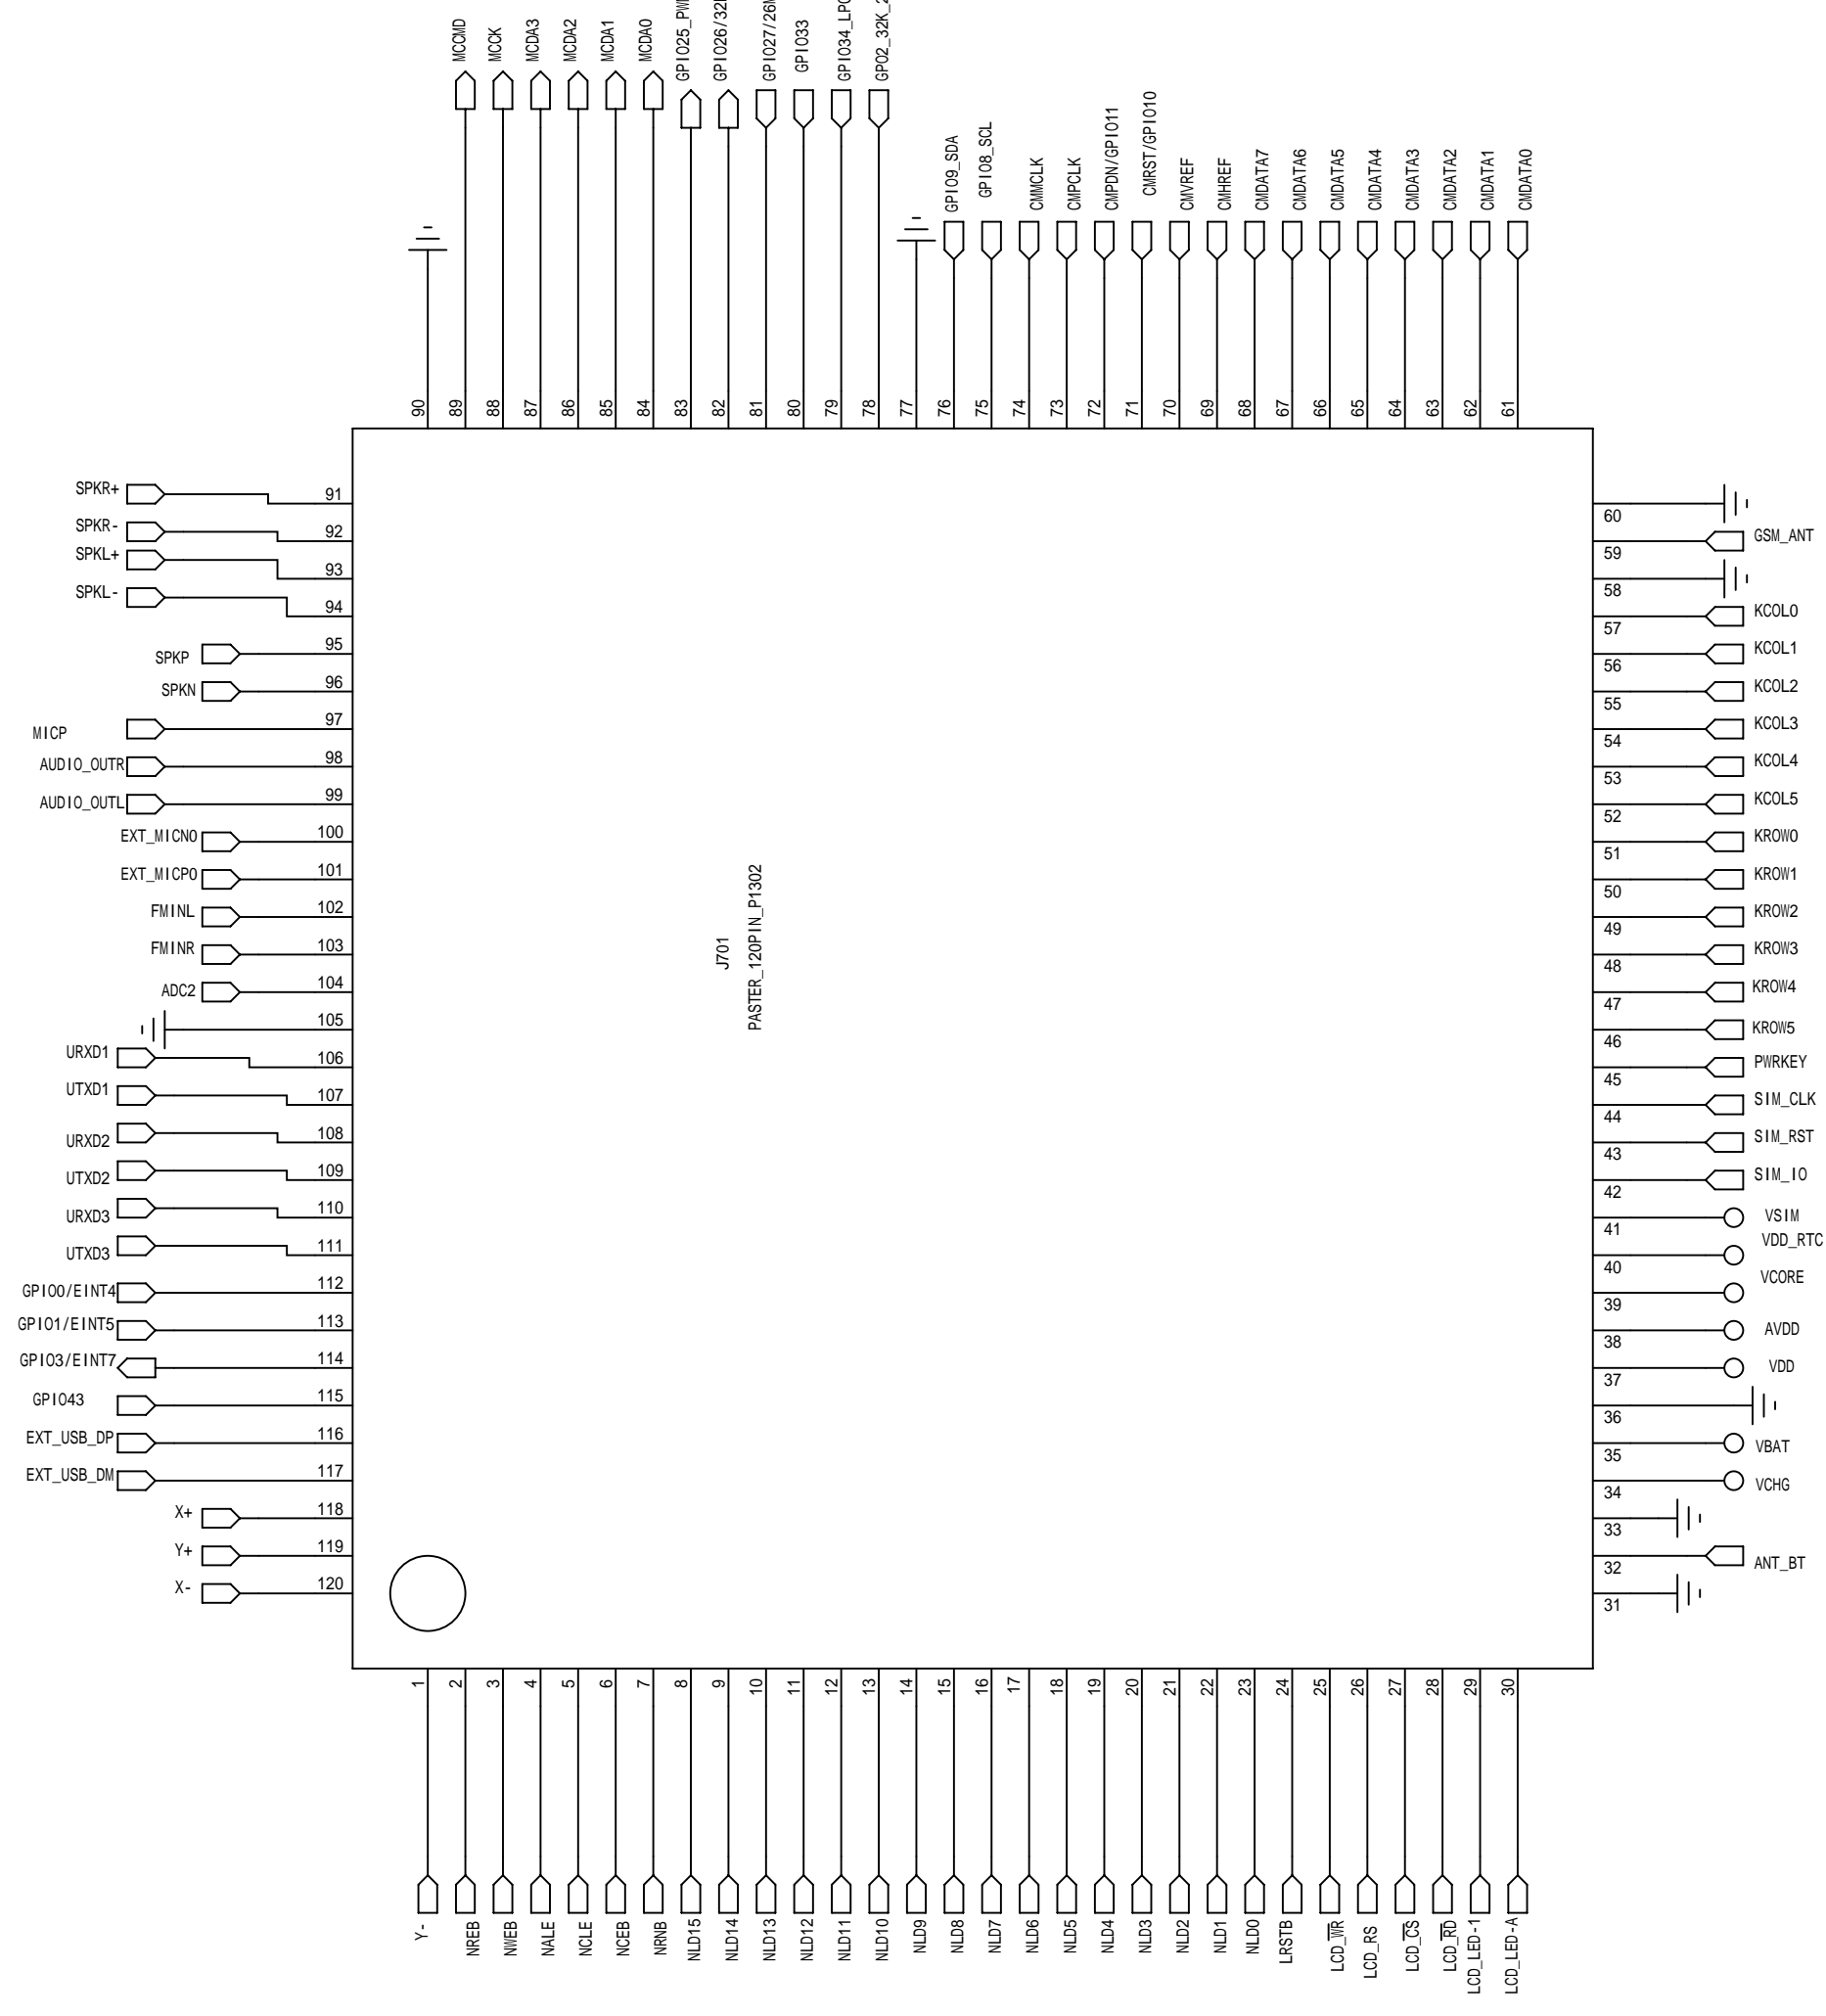 MCCMD
MCCK
MCDA3
MCDA2
MCDA1
MCDA0
GPIO33
GPIO9_SDA
GPIO8_SCL
CMMCLK
CMPCLK
CMPDN/GPIO11
CMRST/GPIO10
CMVREF
CMHREF
CMDATA7
CMDATA6
CMDATA5
CMDATA4
CMDATA3
CMDATA2
CMDATA1
CMDATA0
90
89
88
87
86
85
84
83
82
81
80
79
78
77
76
75
74
73
72
71
70
69
68
67
66
65
64
63
62
61
SPKR+ 91
SPKR- 92
SPKL+ 93
SPKL- 94
SPKP 95
SPKN 96
MICP 97
AUDIO_OUTR 98
AUDIO_OUTL 99
EXT_MICN0 100
EXT_MICP0 101
FMINL 102
FMINR 103
ADC2 104
105
URXD1 106
UTXD1 107
URXD2 108
UTXD2 109
URXD3 110
UTXD3 111
GPIO0/EINT4 112
GPIO1/EINT5 113
GPIO3/EINT7 114
GPIO43 115
EXT_USB_DP 116
EXT_USB_DM 117
X+ 118
Y+ 119
X- 120
J701
PASTER_120PIN_P1302
60
59 GSM_ANT
58
57 KCOL0
56 KCOL1
55 KCOL2
54 KCOL3
53 KCOL4
52 KCOL5
51 KROW0
50 KROW1
49 KROW2
48 KROW3
47 KROW4
46 KROW5
45 PWRKEY
44 SIM_CLK
43 SIM_RST
42 SIM_IO
41 VSIM
40 VDD_RTC
39 VCORE
38 AVDD
37 VDD
36
35 VBAT
34 VCHG
33
32 ANT_BT
31
1
2
3
4
5
6
7
8
9
10
11
12
13
14
15
16
17
18
19
20
21
22
23
24
25
26
27
28
29
30
Y-
NREB
NWEB
NALE
NCLE
NCEB
NRNB
NLD15
NLD14
NLD13
NLD12
NLD11
NLD10
NLD9
NLD8
NLD7
NLD6
NLD5
NLD4
NLD3
NLD2
NLD1
NLD0
LRSTB
LCD_WR
LCD_RS
LCD_CS
LCD_RD
LCD_LED-1
LCD_LED-A